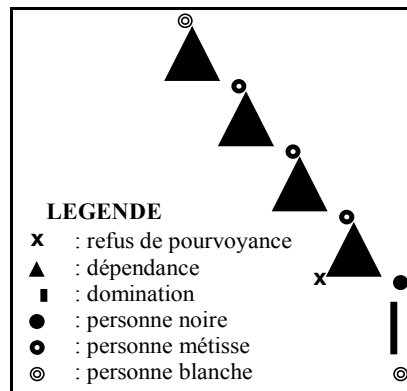 LEGENDE
x : refus de pourvoyance
▲ : dépendance
▮ : domination
● : personne noire
⭘ : personne métisse
◎ : personne blanche
x